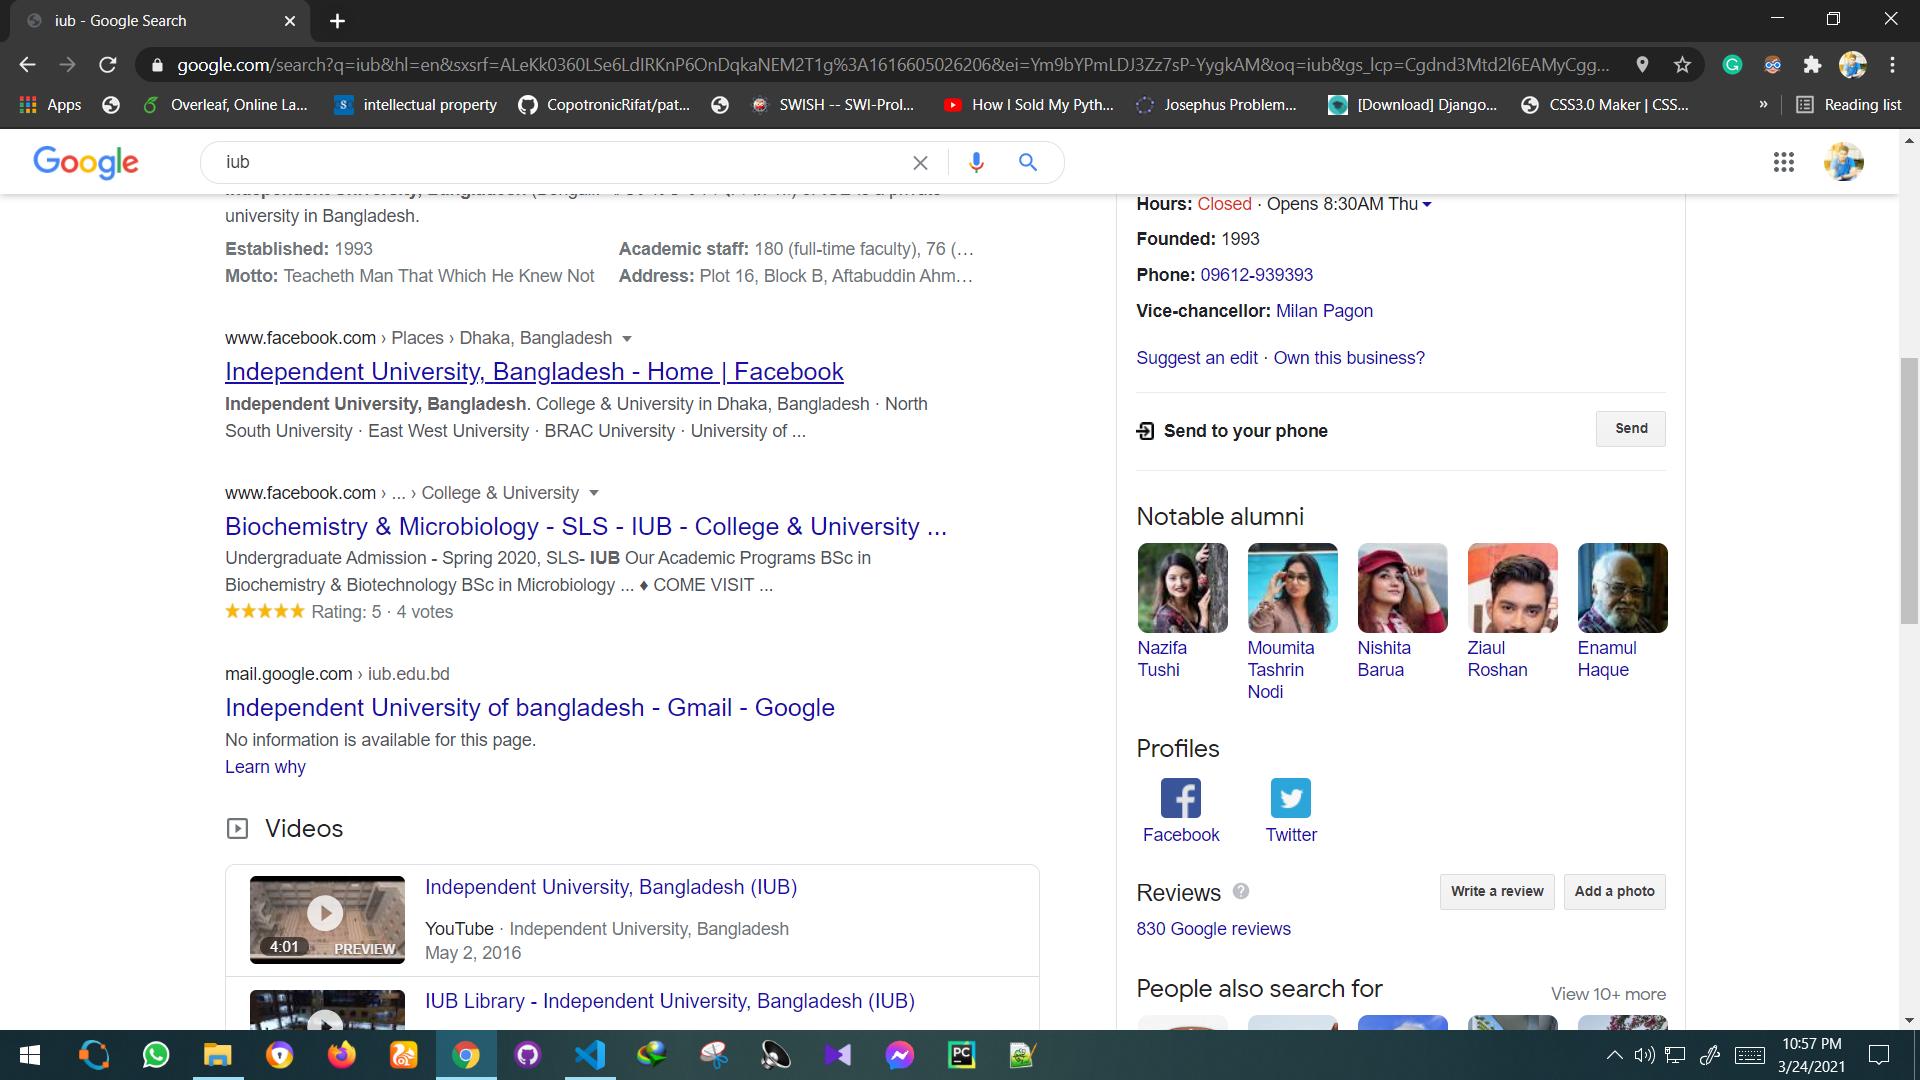 iub - Google Search
google.com/search?q=iub&hl=en&sxsrf=ALeKk0360LSe6LdIRKnP6OnDqkaNEM2T1g%3A1616605026206&ei=Ym9bYPmLDJ3Zz7sP-YygkAM&oq=iub&gs_lcp=Cgdnd3Mtd2l6EAMyCgg...
Apps
Overleaf, Online La...
intellectual property
CopotronicRifat/pat...
SWISH -- SWI-Prol...
How I Sold My Pyth...
Josephus Problem...
[Download] Django...
CSS3.0 Maker | CSS...
»
Reading list
Google
iub
university in Bangladesh.
Established: 1993
Academic staff: 180 (full-time faculty), 76 (...
Motto: Teacheth Man That Which He Knew Not
Address: Plot 16, Block B, Aftabuddin Ahm...
www.facebook.com › Places › Dhaka, Bangladesh
Independent University, Bangladesh - Home | Facebook
Independent University, Bangladesh. College & University in Dhaka, Bangladesh · North
South University · East West University · BRAC University · University of ...
www.facebook.com › ... › College & University
Biochemistry & Microbiology - SLS - IUB - College & University ...
Undergraduate Admission - Spring 2020, SLS- IUB Our Academic Programs BSc in
Biochemistry & Biotechnology BSc in Microbiology ... ♦ COME VISIT ...
Rating: 5 · 4 votes
mail.google.com › iub.edu.bd
Independent University of bangladesh - Gmail - Google
No information is available for this page.
Learn why
Videos
4:01
PREVIEW
Independent University, Bangladesh (IUB)
YouTube · Independent University, Bangladesh
May 2, 2016
IUB Library - Independent University, Bangladesh (IUB)
Hours: Closed · Opens 8:30AM Thu
Founded: 1993
Phone: 09612-939393
Vice-chancellor: Milan Pagon
Suggest an edit · Own this business?
Send to your phone
Send
Notable alumni
Nazifa
Tushi
Moumita
Tashrin
Nodi
Nishita
Barua
Ziaul
Roshan
Enamul
Haque
Profiles
Facebook
Twitter
Reviews
Write a review
Add a photo
830 Google reviews
People also search for
View 10+ more
PC
10:57 PM
3/24/2021